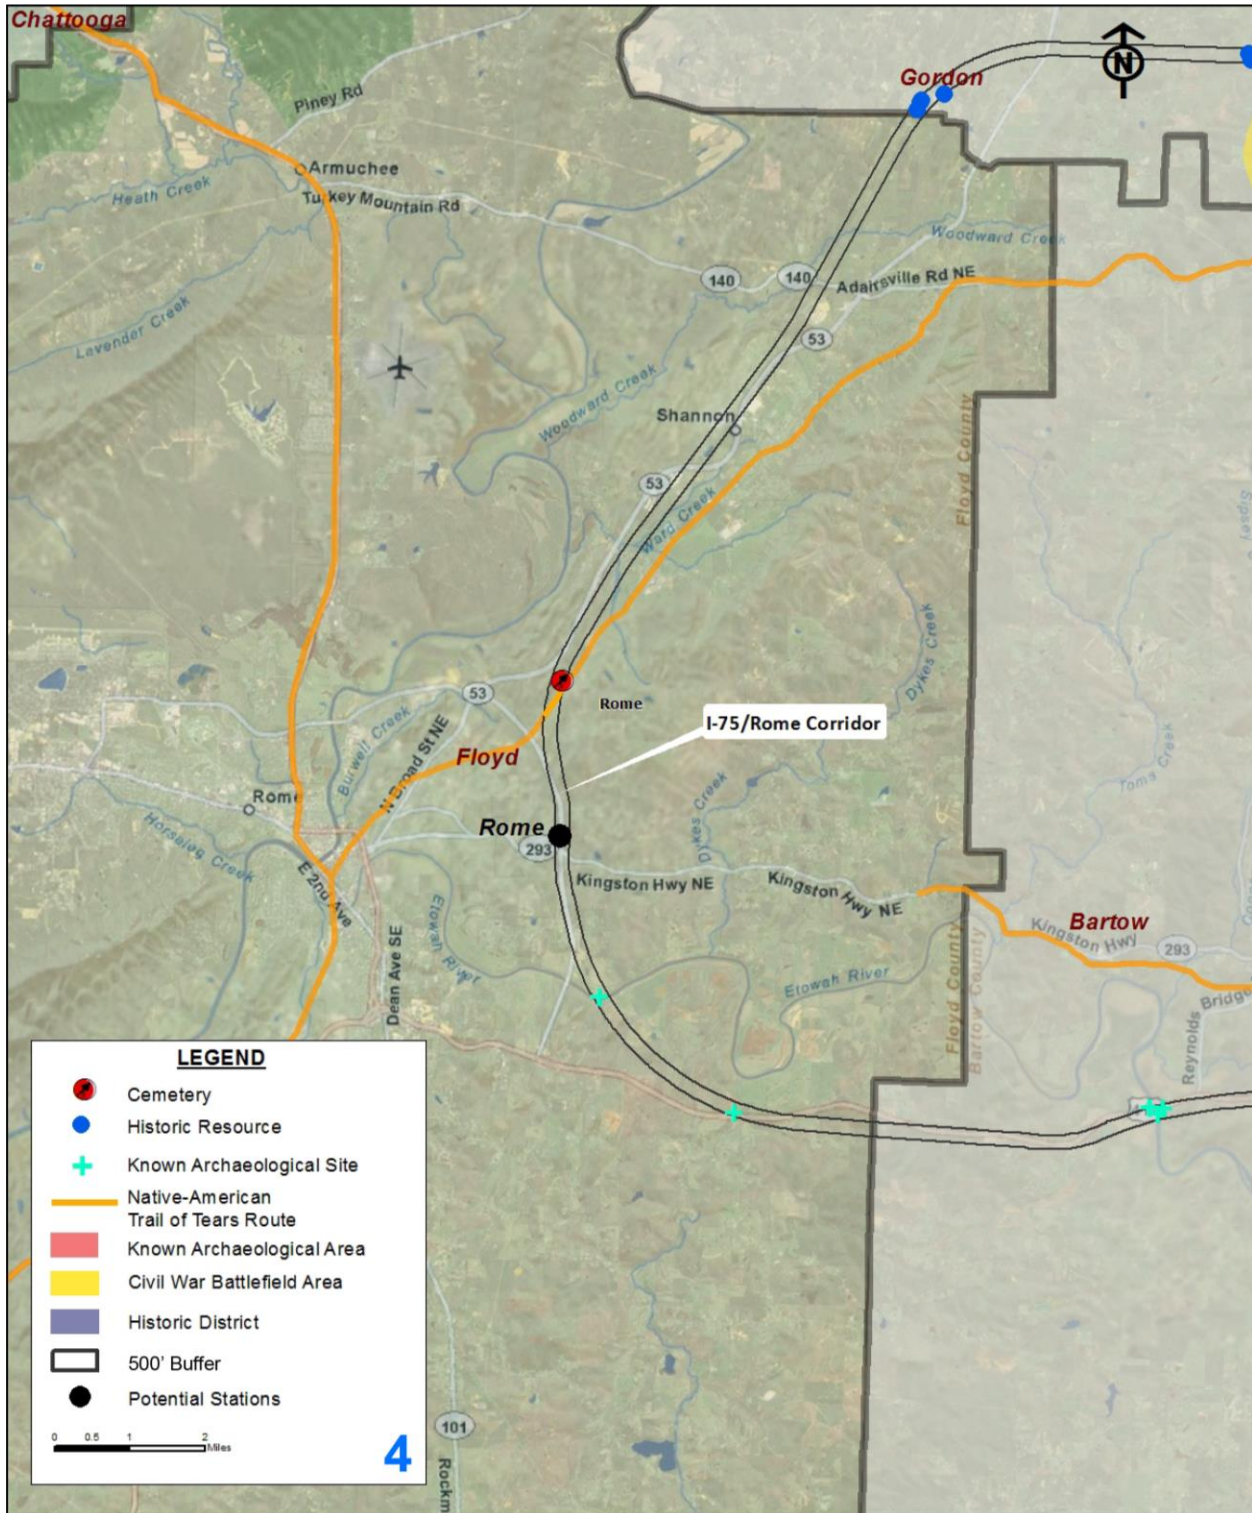 Chattooga
N
Gordon
Piney Rd
Armuchee
Heath Creek
Turkey Mountain Rd
Woodward Creek
140
140
Adairsville Rd NE
Lavender Creek
53
Woodward Creek
Shannon
Floyd County
53
Ward Creek
Dykes Creek
53
Rome
I-75/Rome Corridor
Burwell Creek
N Broad St NE
Floyd
Toms Creek
Rome
Dykes Creek
Horseleg Creek
Rome
293
E 2nd Ave
Kingston Hwy NE
Kingston Hwy NE
Bartow
Kingston Hwy
293
Etowah River
Etowah River
Dean Ave SE
Floyd County
Bartow County
Reynolds
LEGEND
Cemetery
Historic Resource
Known Archaeological Site
Native-American
Trail of Tears Route
Known Archaeological Area
Civil War Battlefield Area
Historic District
500' Buffer
Potential Stations
0 0.5 1 2
Miles
4
101